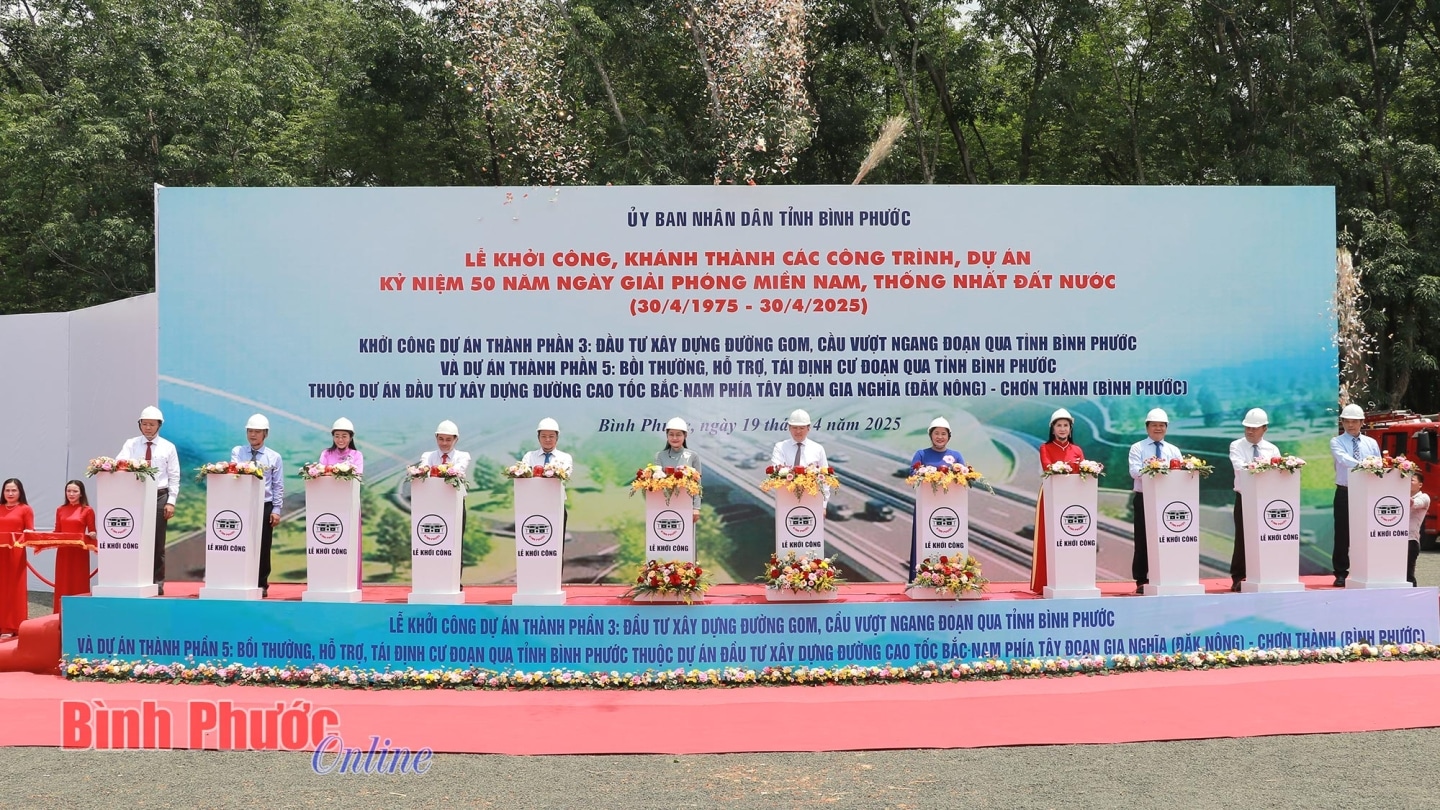 ỦY BAN NHÂN DÂN TỈNH BÌNH PHƯỚC
LỄ KHỞI CÔNG, KHÁNH THÀNH CÁC CÔNG TRÌNH, DỰ ÁN
KỶ NIỆM 50 NĂM NGÀY GIẢI PHÓNG MIỀN NAM, THỐNG NHẤT ĐẤT NƯỚC
(30/4/1975 - 30/4/2025)
KHỞI CÔNG DỰ ÁN THÀNH PHẦN 3: ĐẦU TƯ XÂY DỰNG ĐƯỜNG GOM, CẦU VƯỢT NGANG ĐOẠN QUA TỈNH BÌNH PHƯỚC
VÀ DỰ ÁN THÀNH PHẦN 5: BỒI THƯỜNG, HỖ TRỢ, TÁI ĐỊNH CƯ ĐOẠN QUA TỈNH BÌNH PHƯỚC
THUỘC DỰ ÁN ĐẦU TƯ XÂY DỰNG ĐƯỜNG CAO TỐC BẮC-NAM PHÍA TÂY ĐOẠN GIA NGHĨA (ĐĂK NÔNG) - CHƠN THÀNH (BÌNH PHƯỚC)
Bình Phước, ngày 19 4 năm 2025
LỄ KHỞI CÔNG
LỄ KHỞI CÔNG
LỄ KHỞI CÔNG
LỄ KHỞI CÔNG
LỄ KHỞI CÔNG
LỄ KHỞI CÔNG
LỄ KHỞI CÔNG
LỄ KHỞI CÔNG
LỄ KHỞI CÔNG
LỄ KHỞI CÔNG
LỄ KHỞI CÔNG
LỄ KHỞI CÔNG
LỄ KHỞI CÔNG DỰ ÁN THÀNH PHẦN 3: ĐẦU TƯ XÂY DỰNG ĐƯỜNG GOM, CẦU VƯỢT NGANG ĐOẠN QUA TỈNH BÌNH PHƯỚC
VÀ DỰ ÁN THÀNH PHẦN 5: BỒI THƯỜNG, HỖ TRỢ, TÁI ĐỊNH CƯ ĐOẠN QUA TỈNH BÌNH PHƯỚC THUỘC DỰ ÁN ĐẦU TƯ XÂY DỰNG ĐƯỜNG CAO TỐC BẮC-NAM PHÍA TÂY ĐOẠN GIA NGHĨA (ĐĂK NÔNG) - CHƠN THÀNH (BÌNH PHƯỚC)
Bình Phước
Online